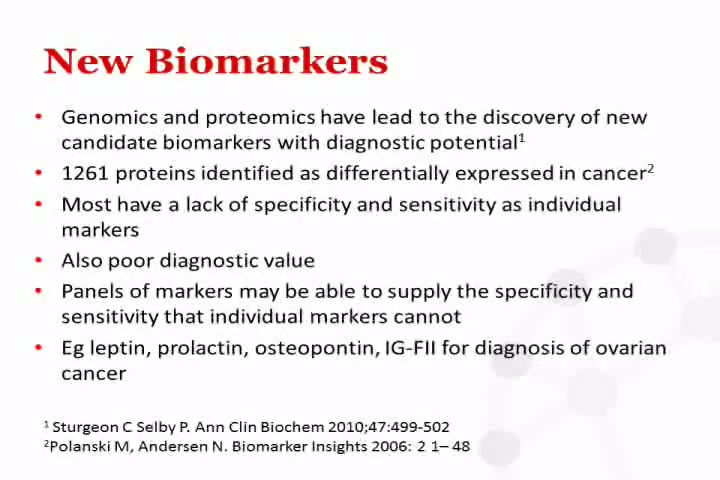 New Biomarkers
• Genomics and proteomics have lead to the discovery of new
candidate biomarkers with diagnostic potential¹
• 1261 proteins identified as differentially expressed in cancer²
• Most have a lack of specificity and sensitivity as individual
markers
• Also poor diagnostic value
• Panels of markers may be able to supply the specificity and
sensitivity that individual markers cannot
• Eg leptin, prolactin, osteopontin, IG-FII for diagnosis of ovarian
cancer
¹ Sturgeon C Selby P. Ann Clin Biochem 2010;47:499-502
²Polanski M, Andersen N. Biomarker Insights 2006: 2 1– 48